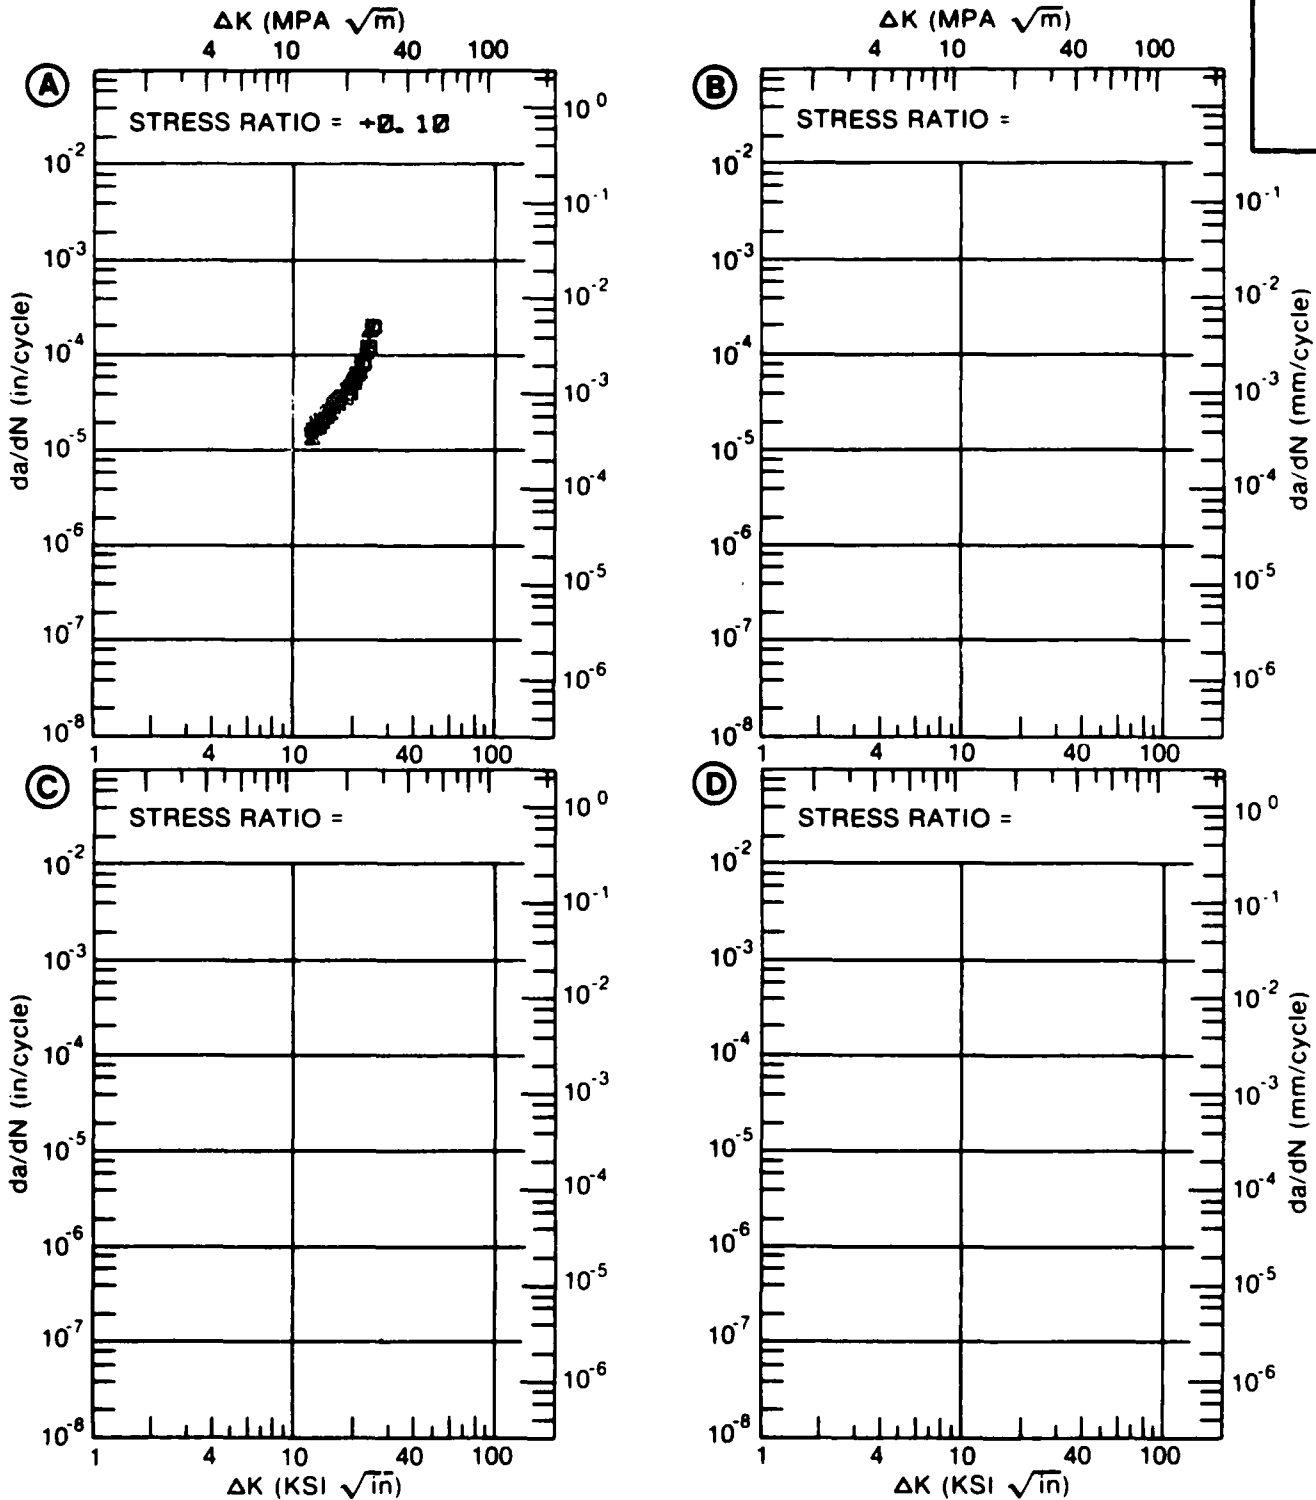 ΔK (MPA √m) ΔK (MPA √m)
4 10 40 100 4 10 40 100
A B
STRESS RATIO = +0.10 STRESS RATIO =
10^0
10^-2 10^-2
10^-1 10^-1
10^-3 10^-3
10^-2 10^-2
10^-4 10^-4
10^-3 10^-3
10^-5 10^-5
10^-4 10^-4
10^-6 10^-6
10^-5 10^-5
10^-7 10^-7
10^-6 10^-6
10^-8 10^-8
da/dN (in/cycle) da/dN (mm/cycle)
1 4 10 40 100 1 4 10 40 100
C D
STRESS RATIO = STRESS RATIO =
10^0 10^0
10^-2 10^-2
10^-1 10^-1
10^-3 10^-3
10^-2 10^-2
10^-4 10^-4
10^-3 10^-3
10^-5 10^-5
10^-4 10^-4
10^-6 10^-6
10^-5 10^-5
10^-7 10^-7
10^-6 10^-6
10^-8 10^-8
da/dN (in/cycle) da/dN (mm/cycle)
1 4 10 40 100 1 4 10 40 100
ΔK (KSI √in) ΔK (KSI √in)